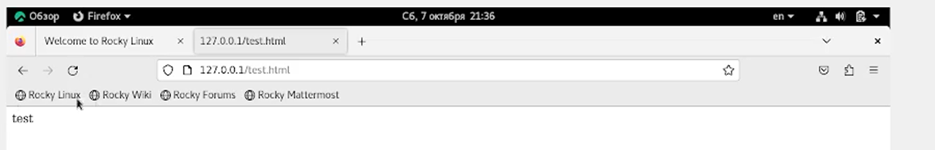 Обзор Firefox Сб, 7 октября 21:36 en
Welcome to Rocky Linux 127.0.0.1/test.html
127.0.0.1/test.html
Rocky Linux Rocky Wiki Rocky Forums Rocky Mattermost
test